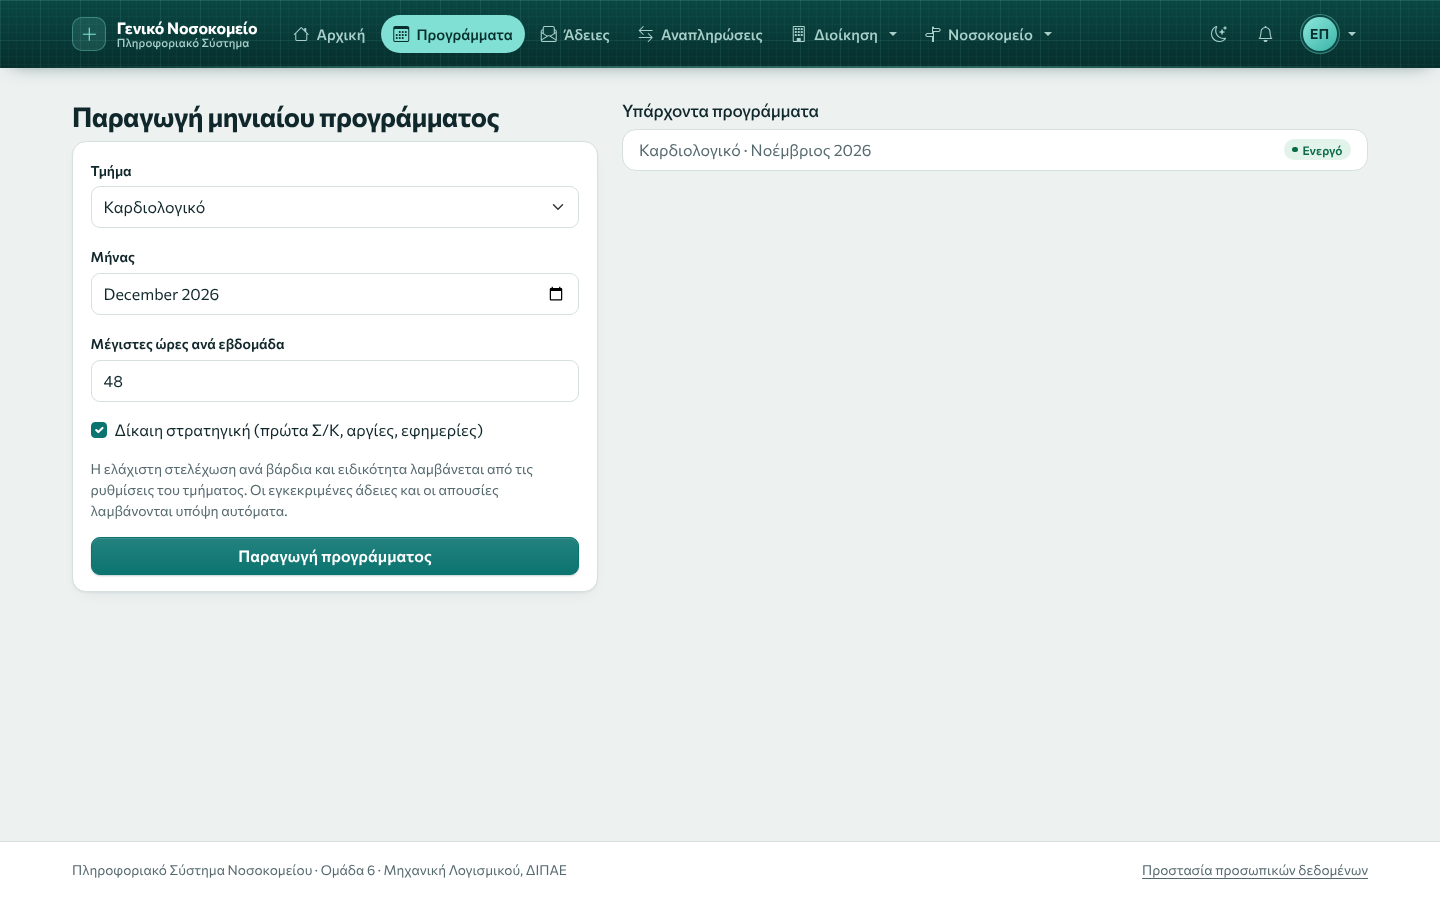 Γενικό Νοσοκομείο
Πληροφοριακό Σύστημα
Αρχική
Προγράμματα
Άδειες
Αναπληρώσεις
Διοίκηση
Νοσοκομείο
ΕΠ
Παραγωγή μηνιαίου προγράμματος
Τμήμα
Καρδιολογικό
Μήνας
December 2026
Μέγιστες ώρες ανά εβδομάδα
48
Δίκαιη στρατηγική (πρώτα Σ/Κ, αργίες, εφημερίες)
Η ελάχιστη στελέχωση ανά βάρδια και ειδικότητα λαμβάνεται από τις
ρυθμίσεις του τμήματος. Οι εγκεκριμένες άδειες και οι απουσίες
λαμβάνονται υπόψη αυτόματα.
Παραγωγή προγράμματος
Υπάρχοντα προγράμματα
Καρδιολογικό · Νοέμβριος 2026
Ενεργό
Πληροφοριακό Σύστημα Νοσοκομείου · Ομάδα 6 · Μηχανική Λογισμικού, ΔΙΠΑΕ
Προστασία προσωπικών δεδομένων